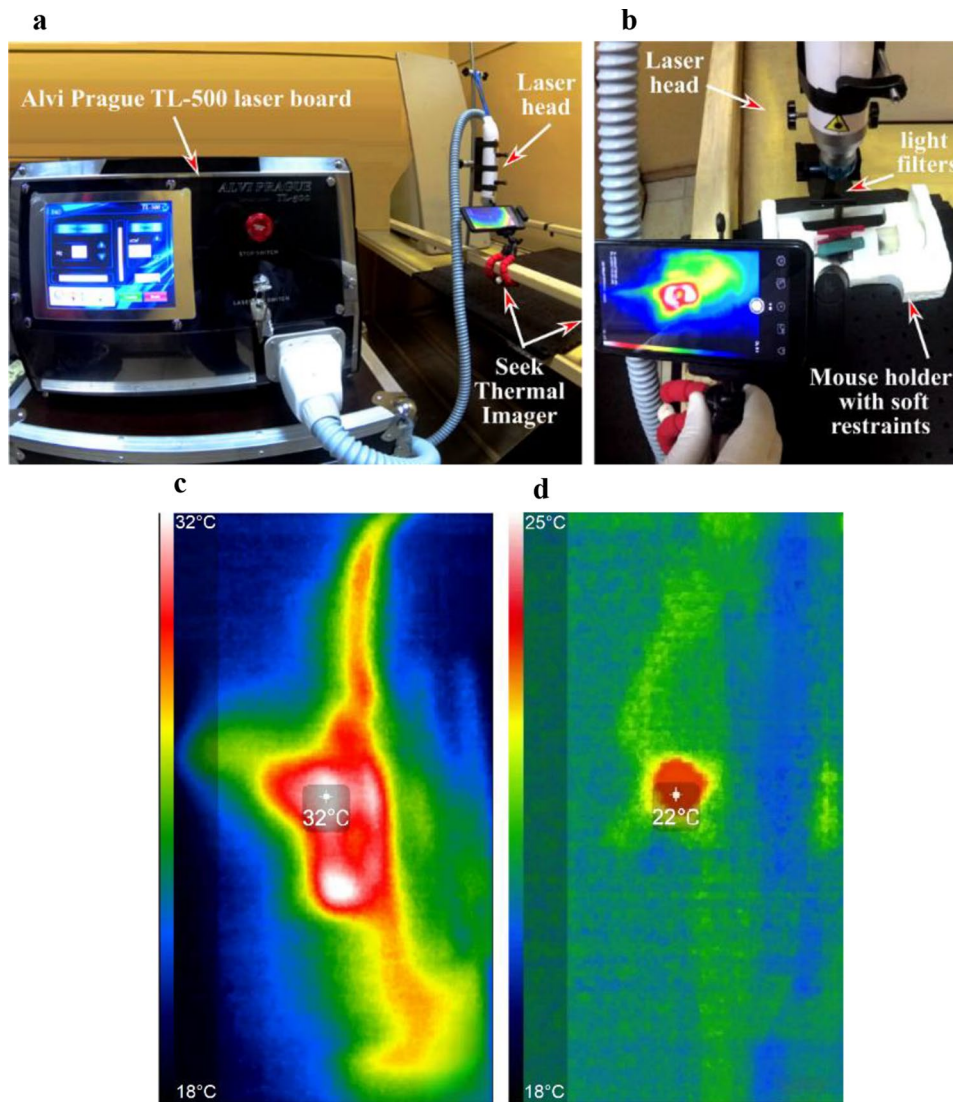 a
b
Alvi Prague TL-500 laser board
Laser
head
ALVI PRAGUE
TL-500
STOP SWITCH
Seek
Thermal
Imager
Laser
head
light
filters
Mouse holder
with soft
restraints
c
d
32°C
32°C
18°C
25°C
22°C
18°C